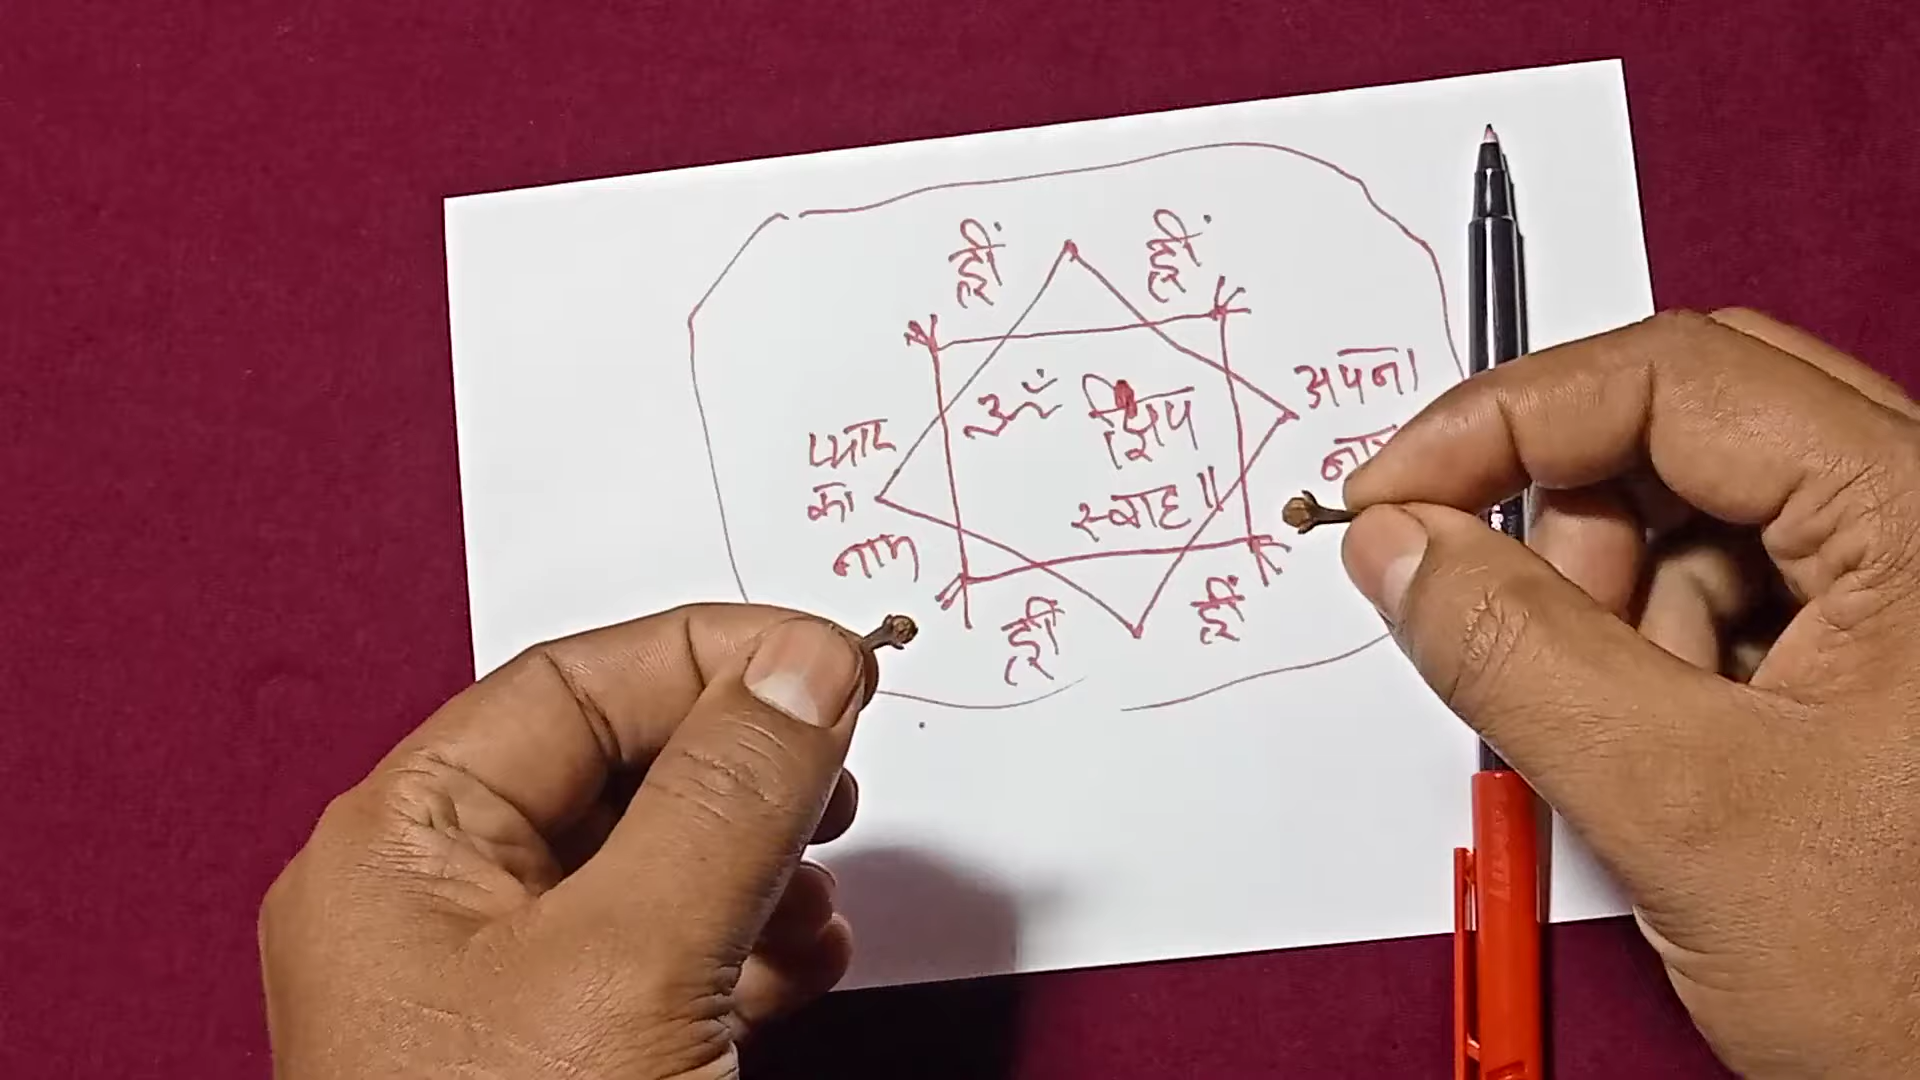 ह्रीं ह्रीं
ॐ क्षिप
स्वाह॥
प्यार
का
नाम
अपना
नाम
ह्रीं ह्रीं